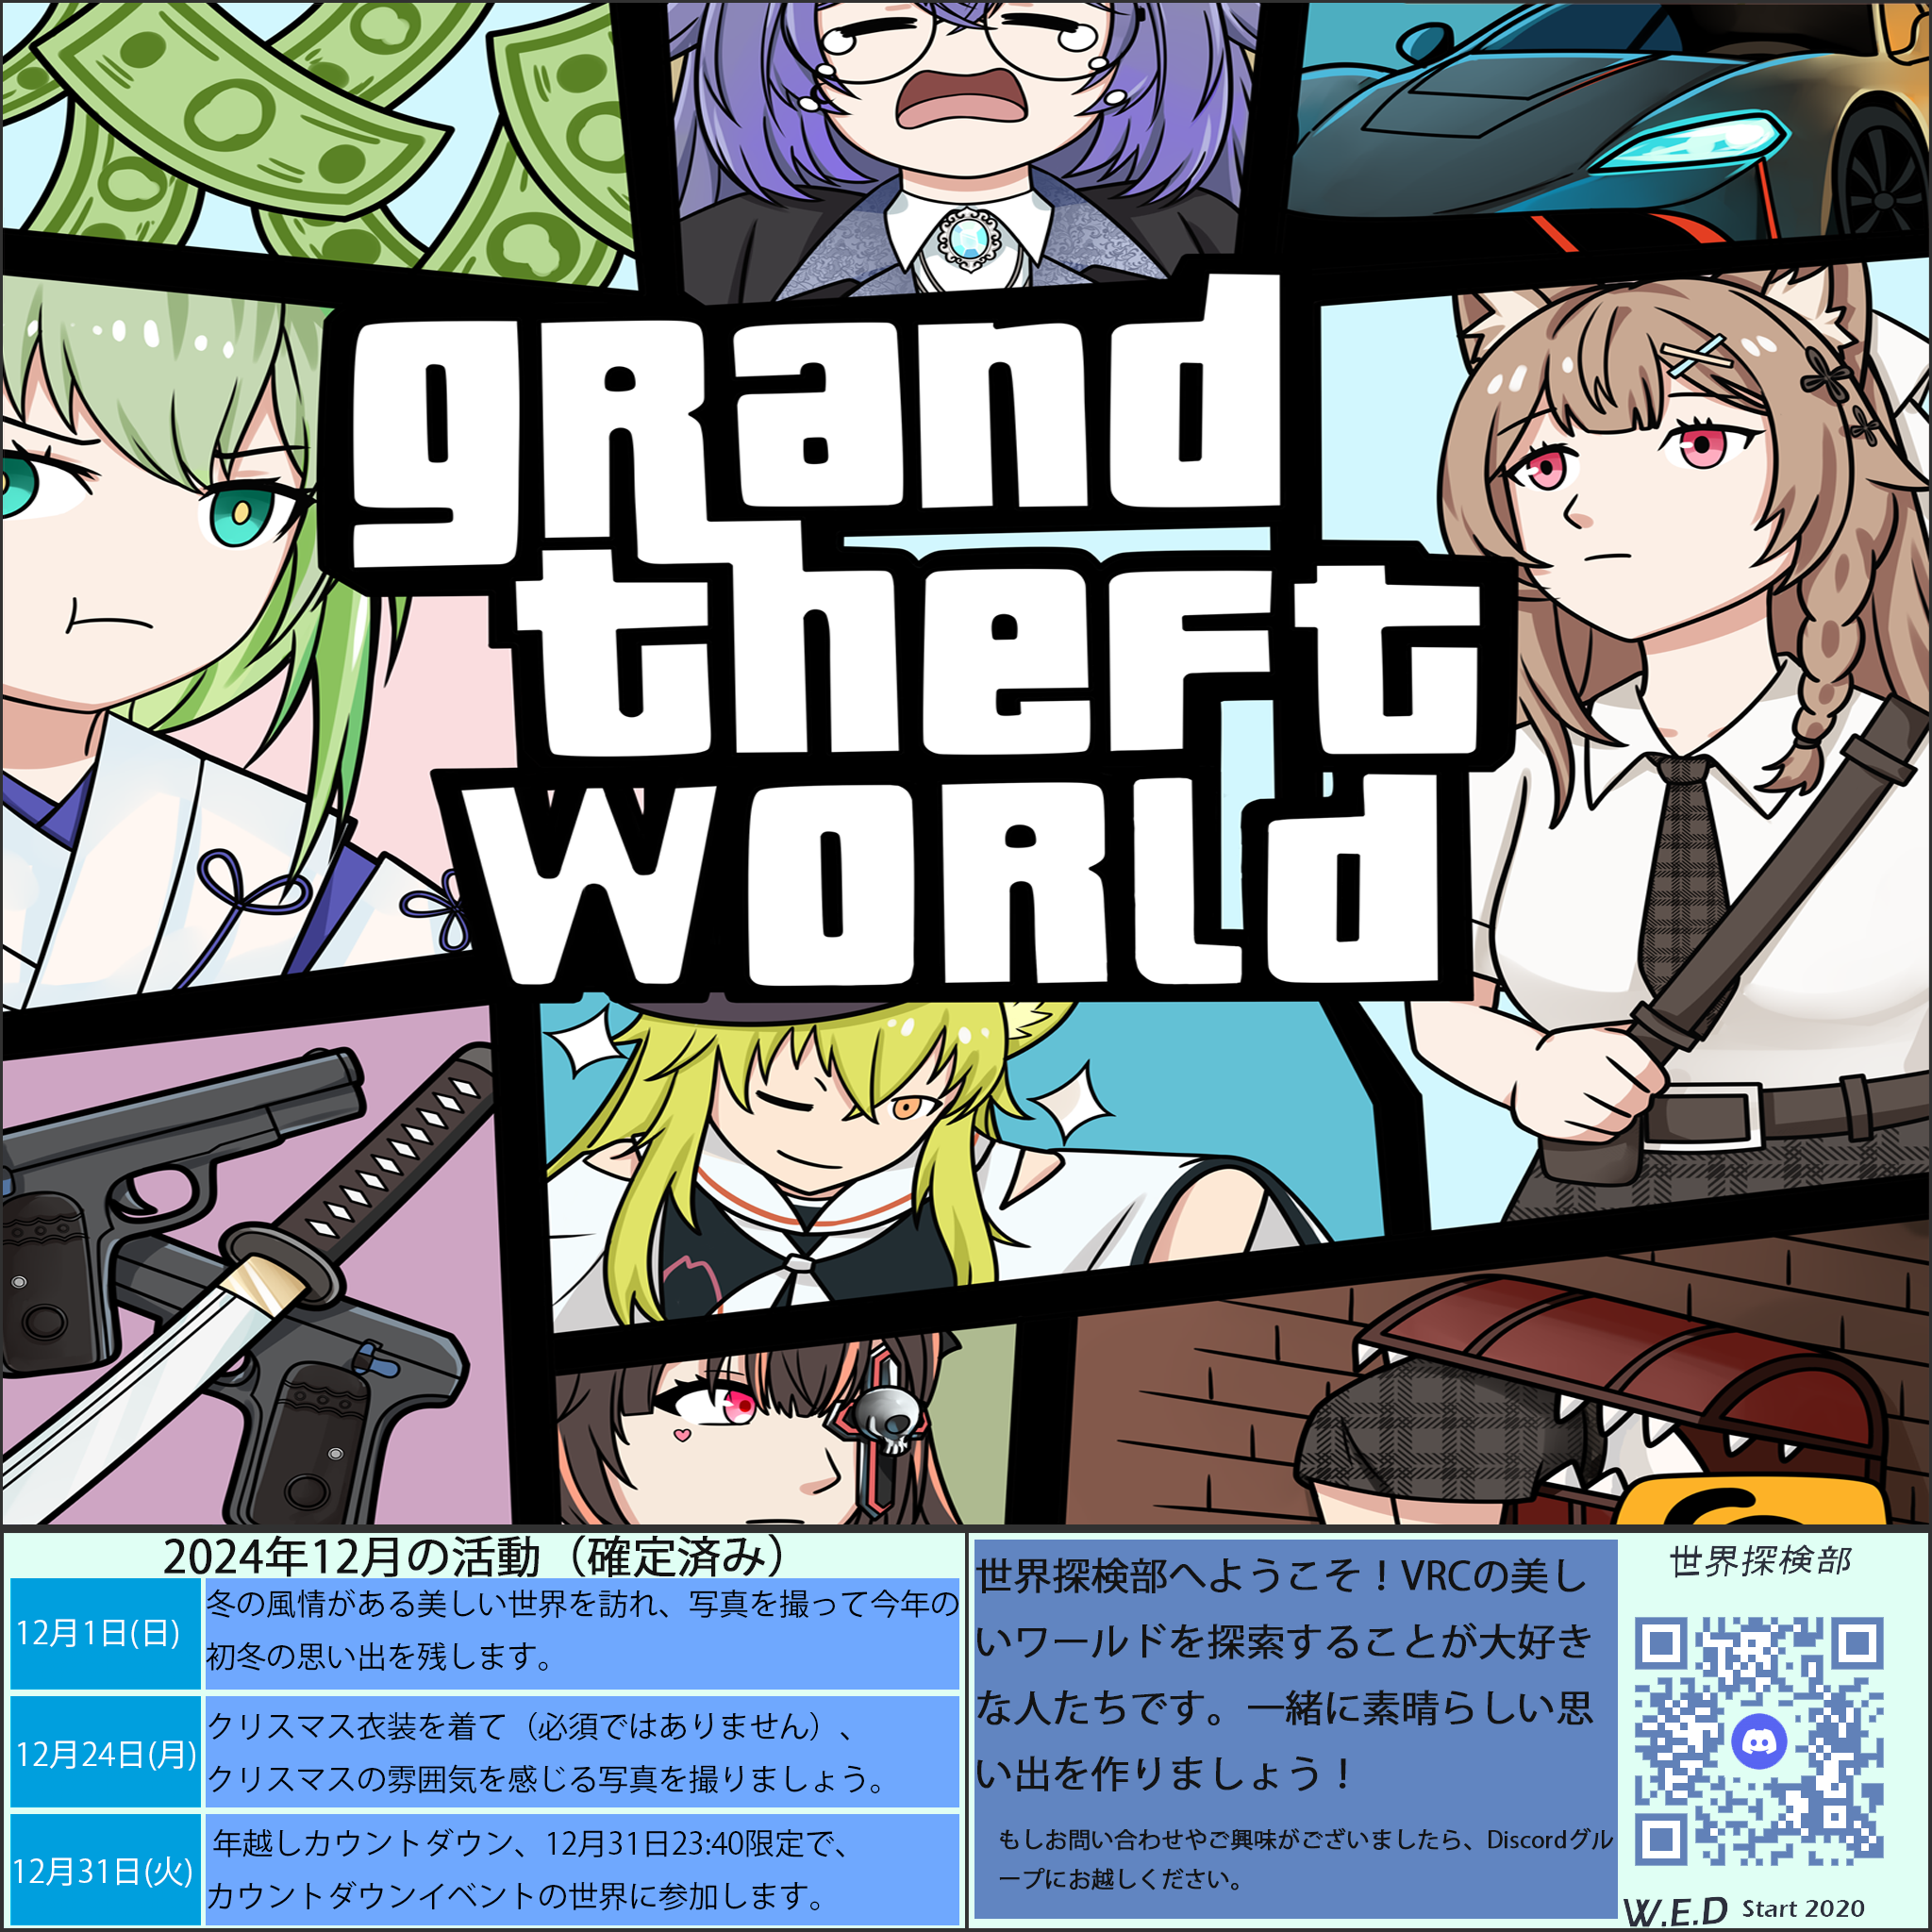 grand
theft
world
2024年12月の活動（確定済み）
12月1日(日)
冬の風情がある美しい世界を訪れ、写真を撮って今年の
初冬の思い出を残します。
12月24日(月)
クリスマス衣装を着て（必須ではありません）、
クリスマスの雰囲気を感じる写真を撮りましょう。
12月31日(火)
年越しカウントダウン、12月31日23:40限定で、
カウントダウンイベントの世界に参加します。
世界探検部へようこそ！VRCの美し
いワールドを探索することが大好き
な人たちです。一緒に素晴らしい思
い出を作りましょう！
もしお問い合わせやご興味がございましたら、Discordグル
ープにお越しください。
世界探検部
W.E.D Start 2020